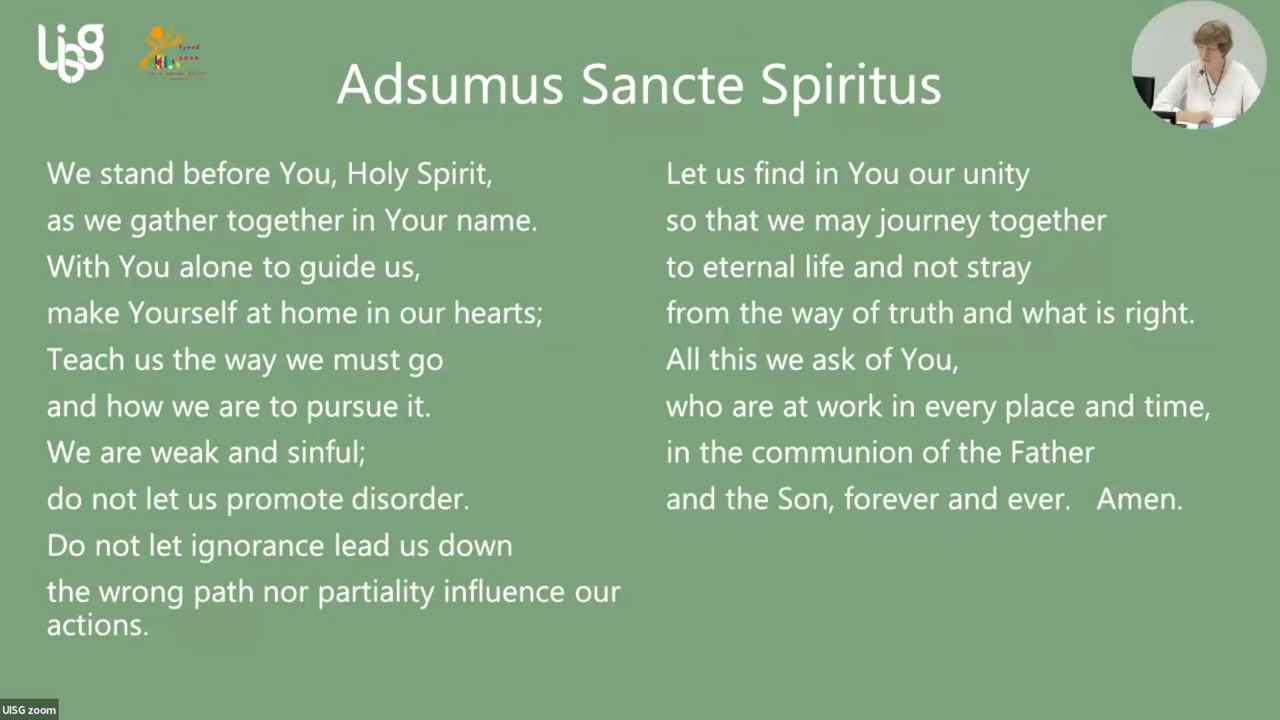 UISG
Adsumus Sancte Spiritus
We stand before You, Holy Spirit,
as we gather together in Your name.
With You alone to guide us,
make Yourself at home in our hearts;
Teach us the way we must go
and how we are to pursue it.
We are weak and sinful;
do not let us promote disorder.
Do not let ignorance lead us down
the wrong path nor partiality influence our
actions.
Let us find in You our unity
so that we may journey together
to eternal life and not stray
from the way of truth and what is right.
All this we ask of You,
who are at work in every place and time,
in the communion of the Father
and the Son, forever and ever. Amen.
UISG zoom